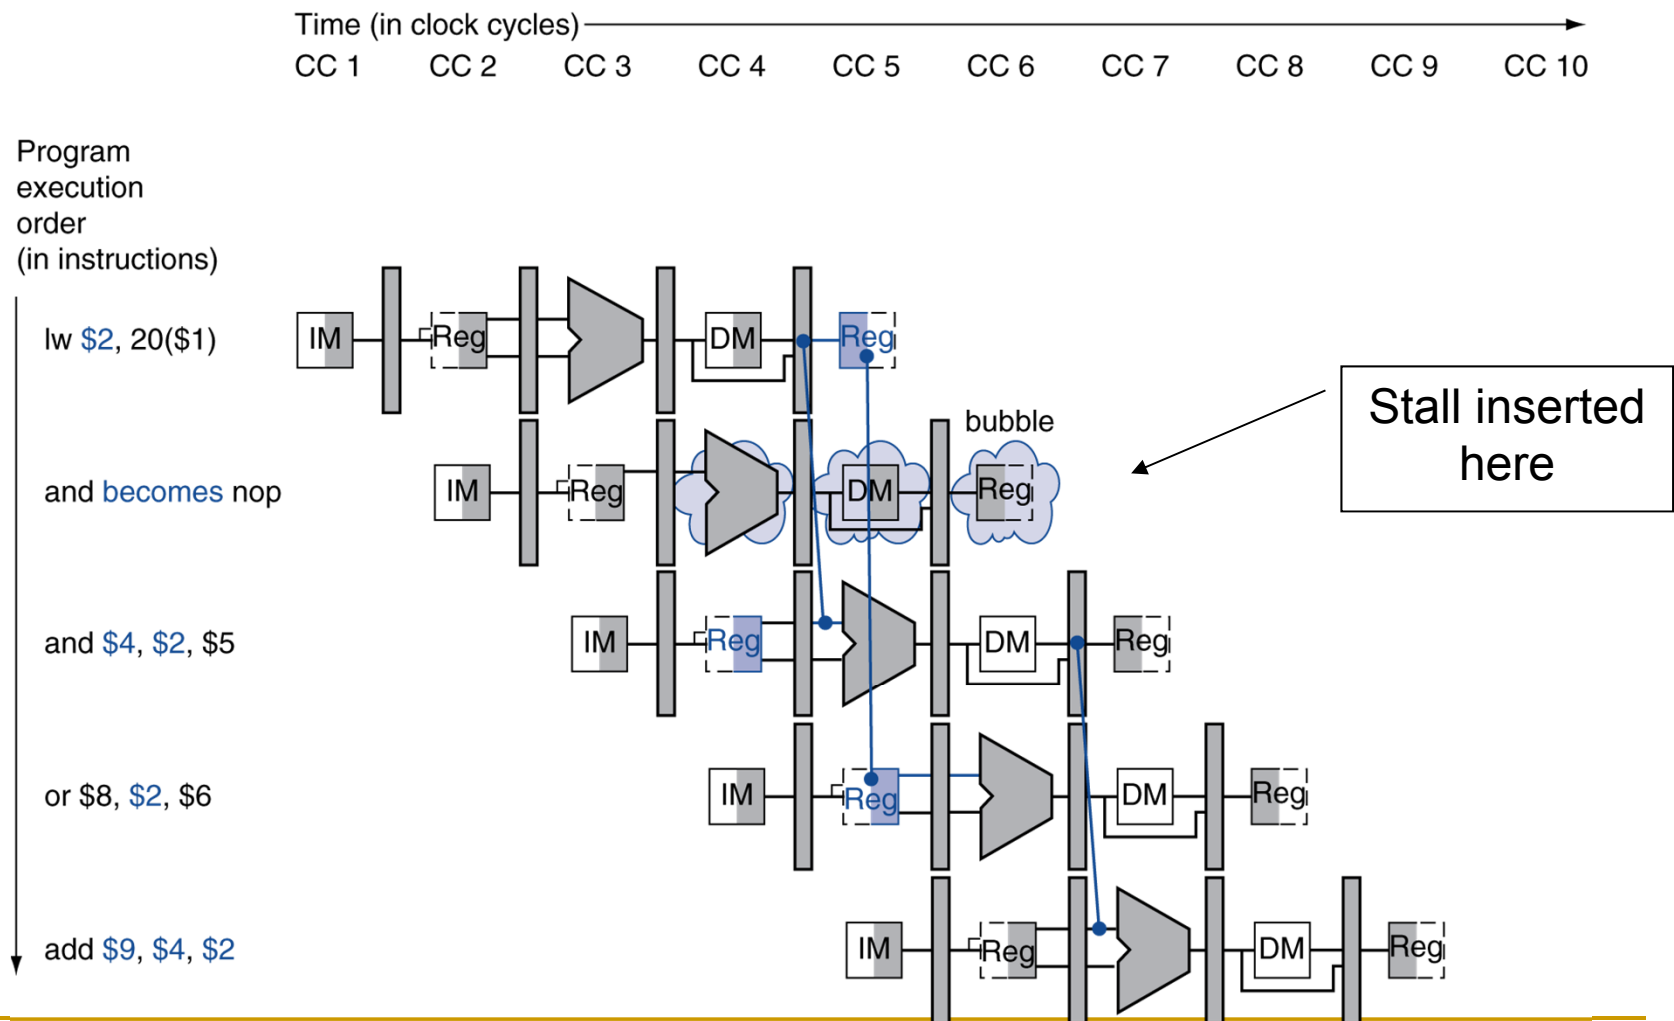 Time (in clock cycles)
CC 1 CC 2 CC 3 CC 4 CC 5 CC 6 CC 7 CC 8 CC 9 CC 10
Program
execution
order
(in instructions)
lw $2, 20($1)
IM Reg DM Reg
Stall inserted
here
bubble
and becomes nop
IM Reg DM Reg
and $4, $2, $5
IM Reg DM Reg
or $8, $2, $6
IM Reg DM Reg
add $9, $4, $2
IM Reg DM Reg